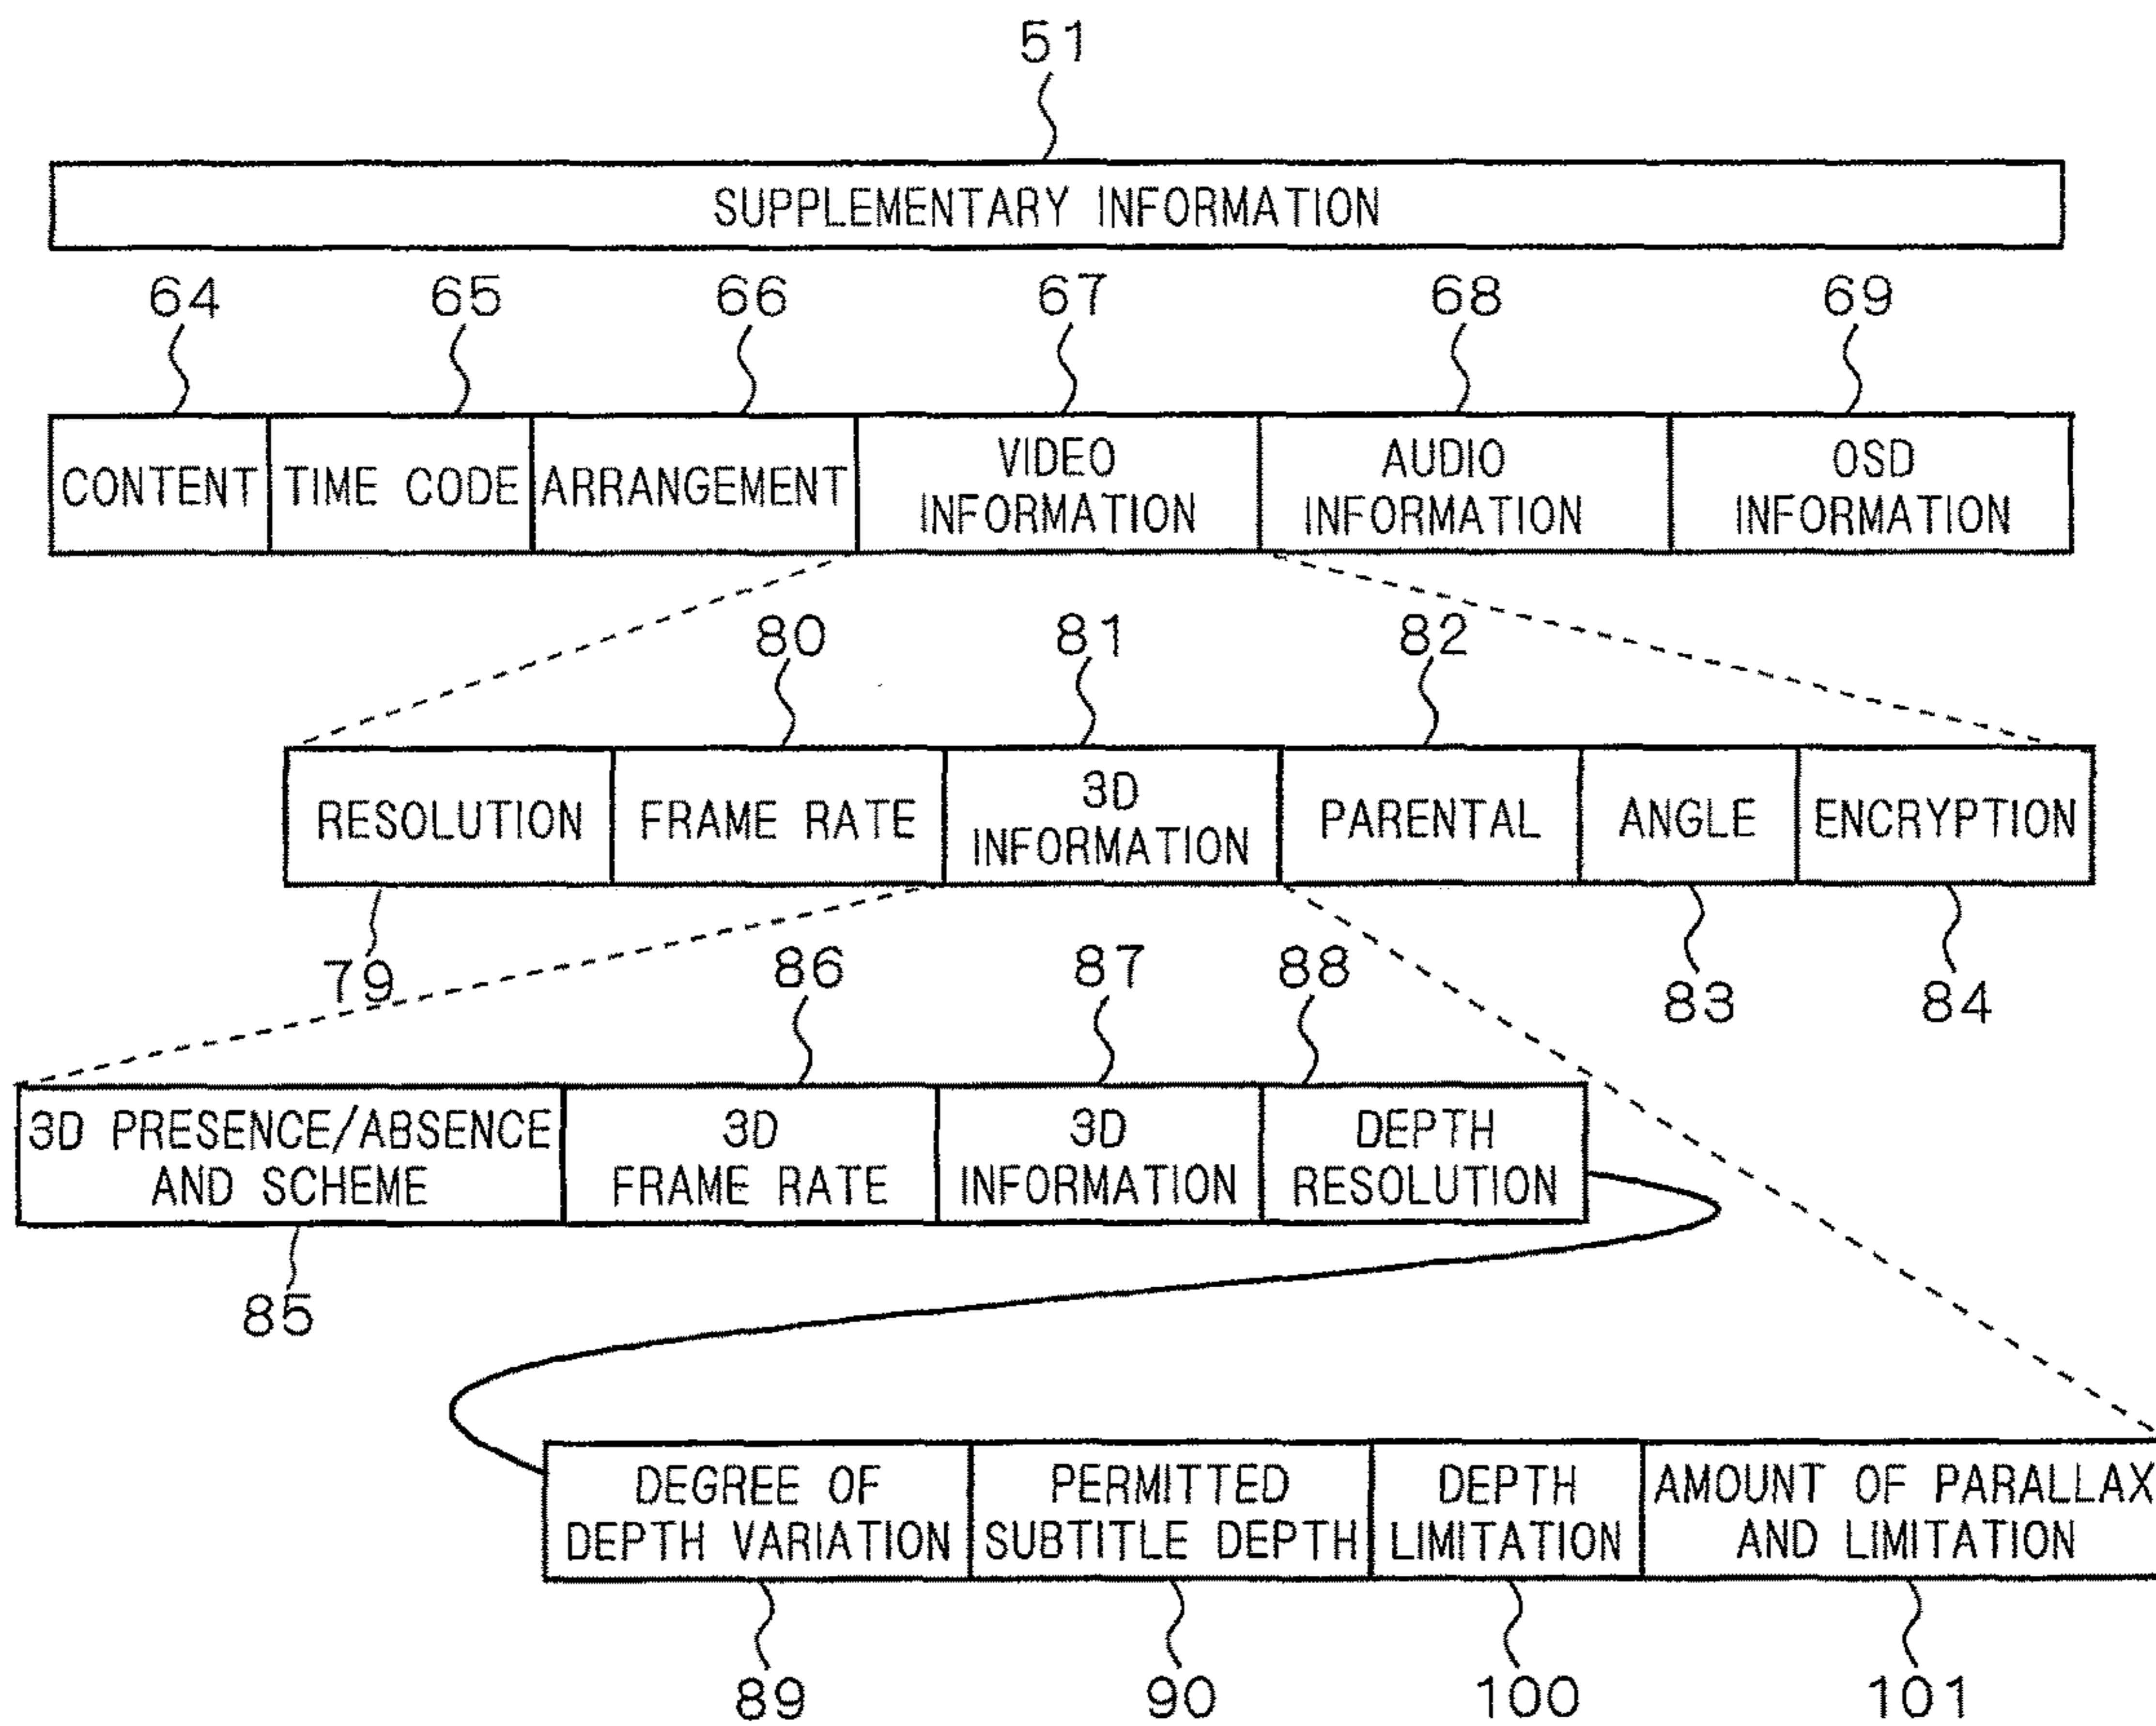 51
SUPPLEMENTARY INFORMATION
64 65 66 67 68 69
CONTENT
TIME CODE
ARRANGEMENT
VIDEO
INFORMATION
AUDIO
INFORMATION
OSD
INFORMATION
80 81 82
RESOLUTION
FRAME RATE
3D
INFORMATION
PARENTAL
ANGLE
ENCRYPTION
79 86 87 88 83 84
3D PRESENCE/ABSENCE
AND SCHEME
3D
FRAME RATE
3D
INFORMATION
DEPTH
RESOLUTION
85
DEGREE OF
DEPTH VARIATION
PERMITTED
SUBTITLE DEPTH
DEPTH
LIMITATION
AMOUNT OF PARALLAX
AND LIMITATION
89 90 100 101